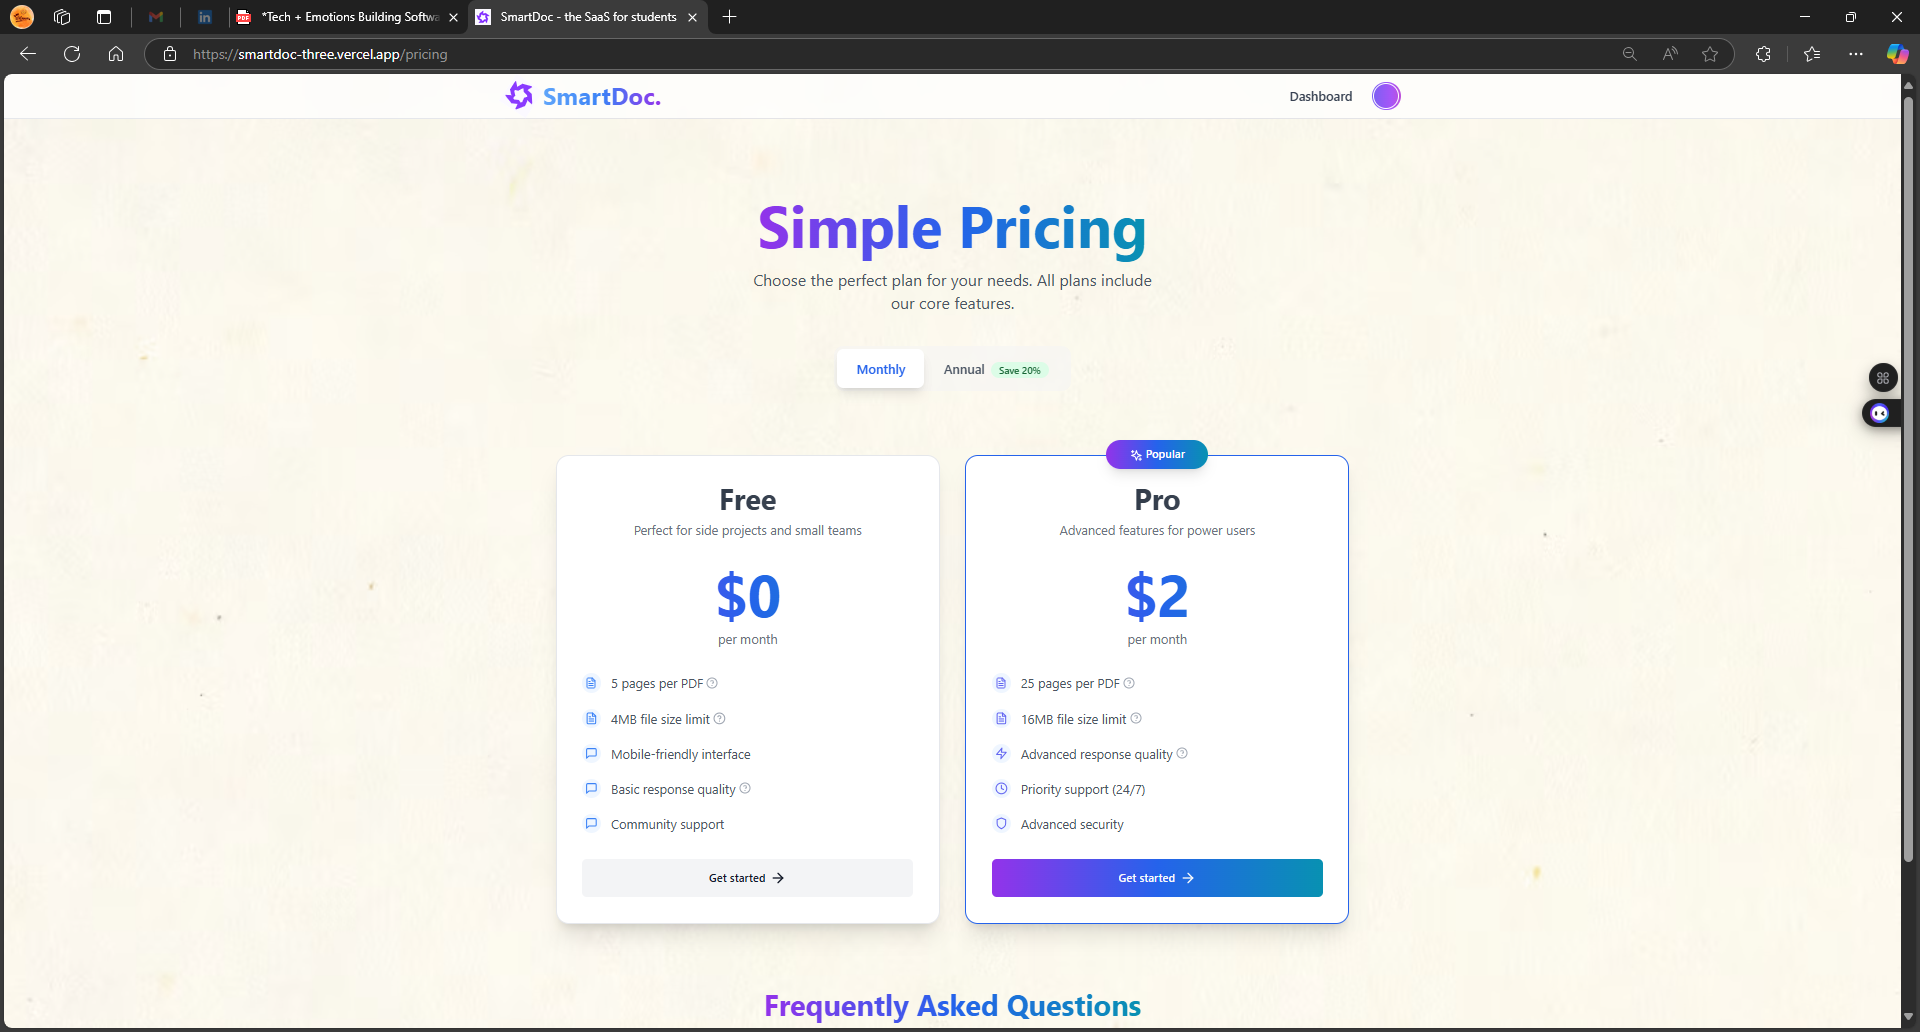 *Tech + Emotions Building Softwa
SmartDoc - the SaaS for students
https://smartdoc-three.vercel.app/pricing
SmartDoc.
Dashboard
Simple Pricing
Choose the perfect plan for your needs. All plans include
our core features.
Monthly
Annual Save 20%
Free
Perfect for side projects and small teams
$0
per month
5 pages per PDF
4MB file size limit
Mobile-friendly interface
Basic response quality
Community support
Get started
Popular
Pro
Advanced features for power users
$2
per month
25 pages per PDF
16MB file size limit
Advanced response quality
Priority support (24/7)
Advanced security
Get started
Frequently Asked Questions